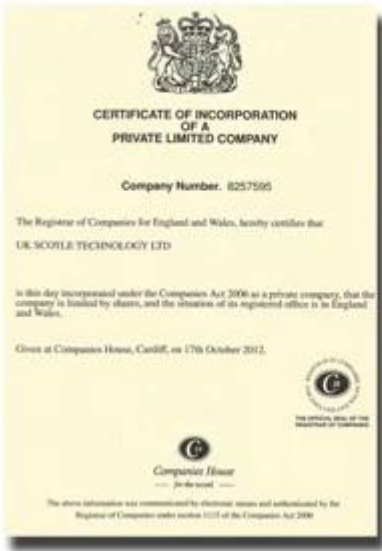 CERTIFICATE OF INCORPORATION
OF A
PRIVATE LIMITED COMPANY
Company Number. 8257595
The Registrar of Companies for England and Wales, hereby certifies that
UK SCOYLE TECHNOLOGY LTD
is this day incorporated under the Companies Act 2006 as a private company, that the
company is limited by shares, and the situation of its registered office is in England
and Wales.
Given at Companies House, Cardiff, on 17th October 2012.
THE OFFICIAL SEAL OF THE
REGISTRAR OF COMPANIES
Companies House
for the record
The above information was communicated by electronic means and authenticated by the
Registrar of Companies under section 1115 of the Companies Act 2006